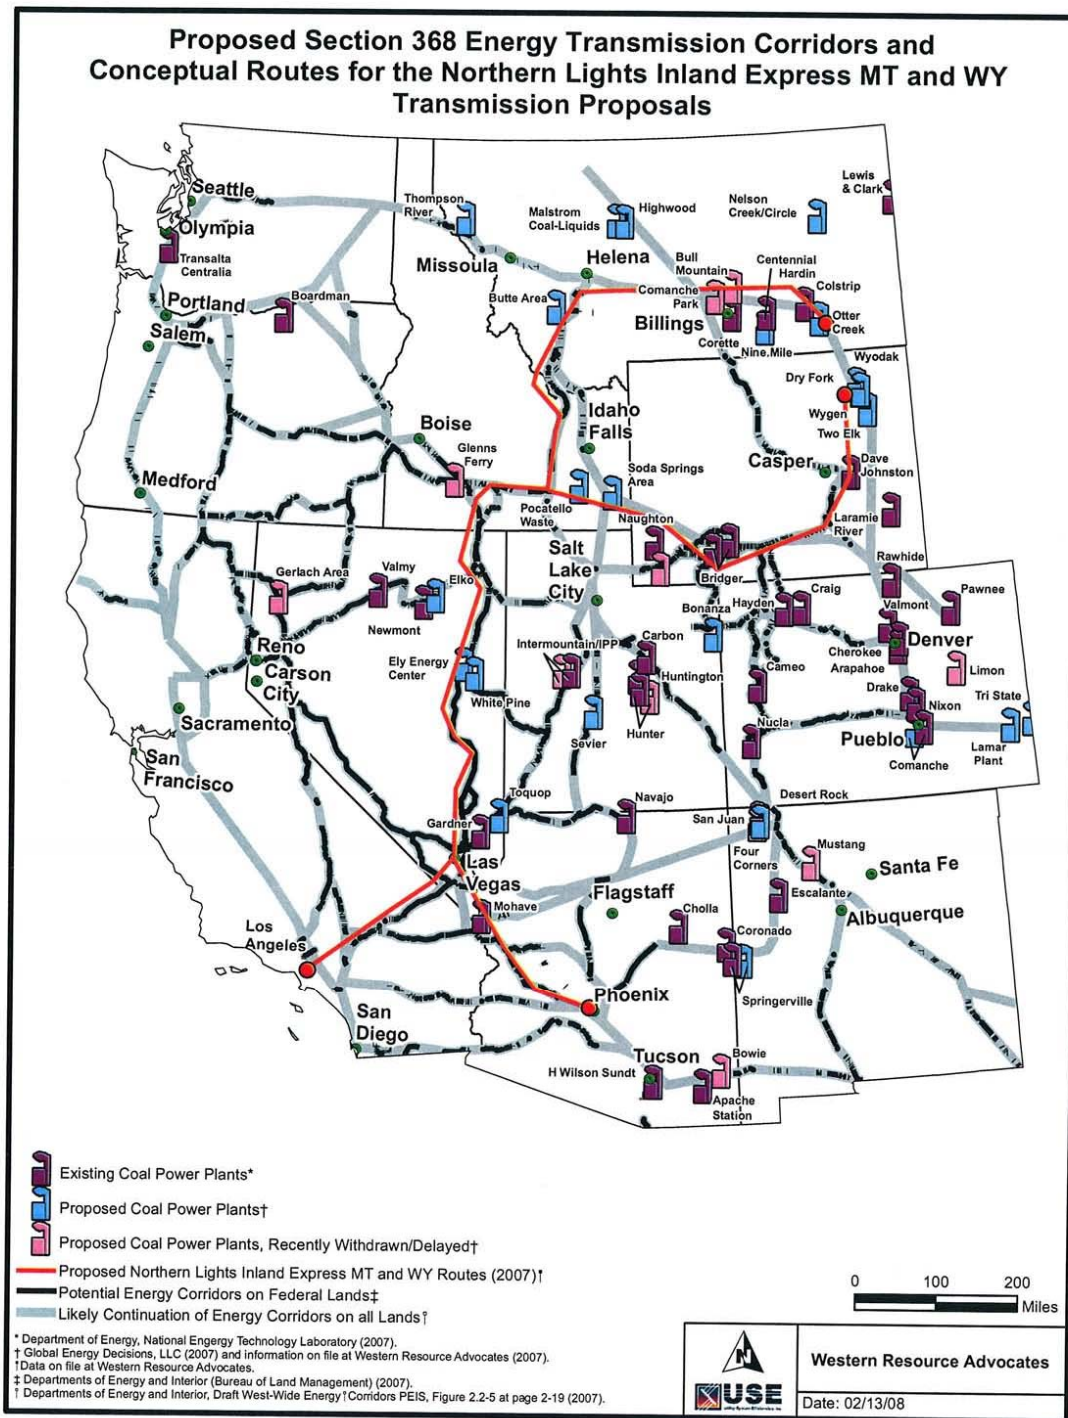 Proposed Section 368 Energy Transmission Corridors and
Conceptual Routes for the Northern Lights Inland Express MT and WY
Transmission Proposals
Seattle
Olympia
Transalta
Centralia
Portland
Salem
Boardman
Medford
Thompson
River
Missoula
Malstrom
Coal-Liquids
Highwood
Helena
Butte Area
Nelson
Creek/Circle
Lewis
& Clark
Bull
Mountain
Comanche
Park
Billings
Centennial
Hardin
Colstrip
Otter
Creek
Corette
Nine Mile
Wyodak
Dry Fork
Wygen
Two Elk
Casper
Dave
Johnston
Laramie
River
Boise
Glenns
Ferry
Idaho
Falls
Soda Springs
Area
Pocatello
Waste
Naughton
Bridger
Salt
Lake
City
Gerlach Area
Valmy
Elko
Newmont
Reno
Carson
City
Sacramento
San
Francisco
Ely Energy
Center
White Pine
Intermountain/IPP
Carbon
Huntington
Hunter
Sevier
Bonanza
Hayden
Craig
Rawhide
Pawnee
Valmont
Denver
Cherokee
Arapahoe
Limon
Cameo
Drake
Nixon
Tri State
Nucla
Pueblo
Comanche
Lamar
Plant
Toquop
Gardner
Las
Vegas
Navajo
San Juan
Desert Rock
Four
Corners
Mustang
Santa Fe
Escalante
Albuquerque
Flagstaff
Mohave
Cholla
Coronado
Springerville
Los
Angeles
San
Diego
Phoenix
Tucson
H Wilson Sundt
Bowie
Apache
Station
Existing Coal Power Plants*
Proposed Coal Power Plants†
Proposed Coal Power Plants, Recently Withdrawn/Delayed†
Proposed Northern Lights Inland Express MT and WY Routes (2007)†
Potential Energy Corridors on Federal Lands‡
Likely Continuation of Energy Corridors on all Lands†
0 100 200
Miles
* Department of Energy, National Engergy Technology Laboratory (2007).
† Global Energy Decisions, LLC (2007) and information on file at Western Resource Advocates (2007).
†Data on file at Western Resource Advocates.
‡ Departments of Energy and Interior (Bureau of Land Management) (2007).
† Departments of Energy and Interior, Draft West-Wide Energy†Corridors PEIS, Figure 2.2-5 at page 2-19 (2007).
N
USE
Western Resource Advocates
Date: 02/13/08